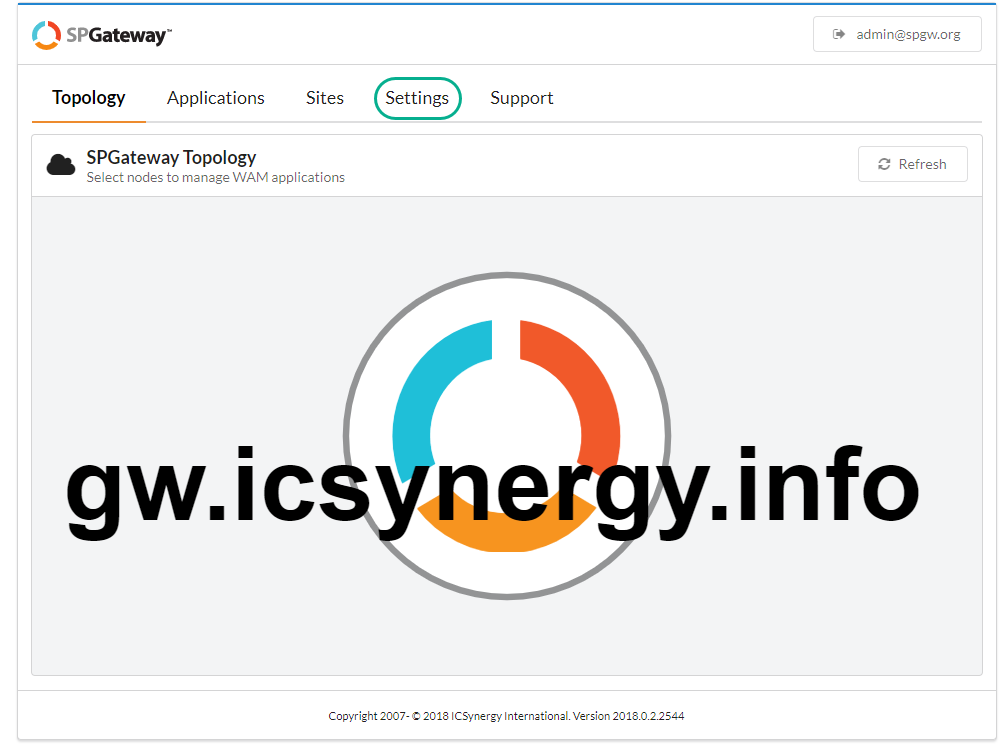 SPGateway™
admin@spgw.org
Topology Applications Sites Settings Support
SPGateway Topology
Select nodes to manage WAM applications
Refresh
gw.icsynergy.info
Copyright 2007- © 2018 ICSynergy International. Version 2018.0.2.2544